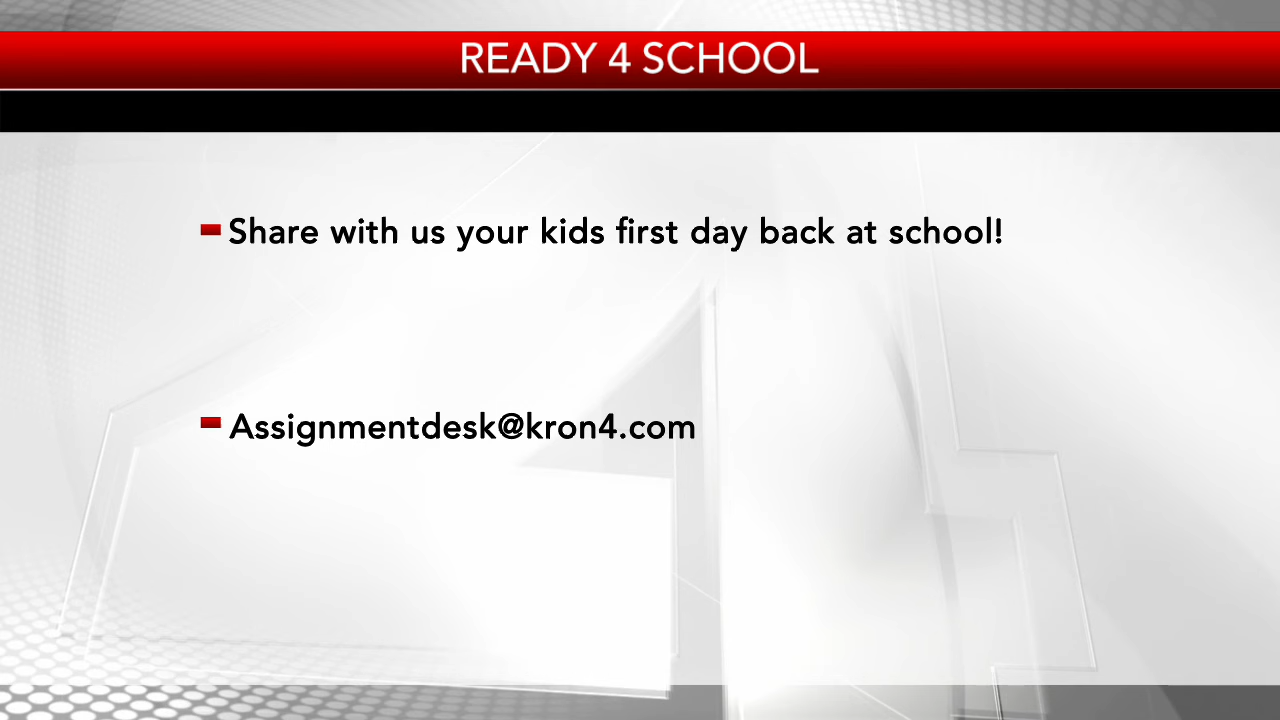 READY 4 SCHOOL
Share with us your kids first day back at school!
Assignmentdesk@kron4.com